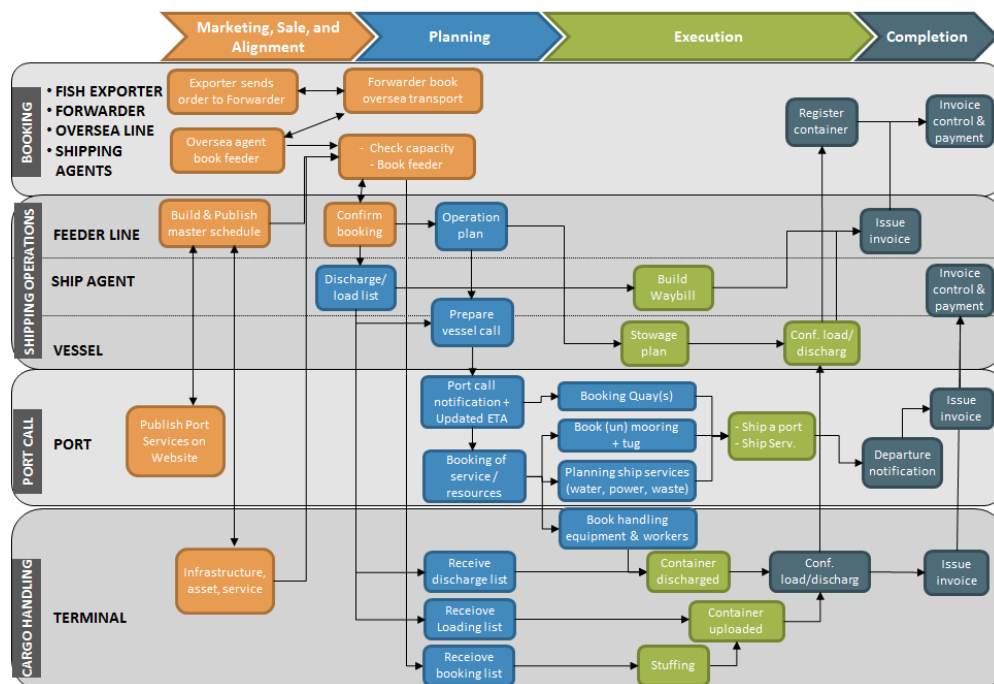 Marketing, Sale, and
Alignment
Planning
Execution
Completion
BOOKING
• FISH EXPORTER
• FORWARDER
• OVERSEA LINE
• SHIPPING
AGENTS
Exporter sends
order to Forwarder
Forwarder book
oversea transport
Oversea agent
book feeder
- Check capacity
- Book feeder
Register
container
Invoice
control &
payment
SHIPPING OPERATIONS
FEEDER LINE
Build & Publish
master schedule
Confirm
booking
Operation
plan
Issue
invoice
SHIP AGENT
Discharge/
load list
Build
Waybill
Invoice
control &
payment
Prepare
vessel call
VESSEL
Stowage
plan
Conf. load/
discharg
PORT CALL
PORT
Publish Port
Services on
Website
Port call
notification +
Updated ETA
Booking Quay(s)
Book (un) mooring
+ tug
- Ship a port
- Ship Serv.
Issue
invoice
Departure
notification
Booking of
service /
resources
Planning ship services
(water, power, waste)
CARGO HANDLING
TERMINAL
Book handling
equipment & workers
Infrastructure,
asset, service
Receive
discharge list
Container
discharged
Conf.
load/discharg
Issue
invoice
Receiove
Loading list
Container
uploaded
Receiove
booking list
Stuffing